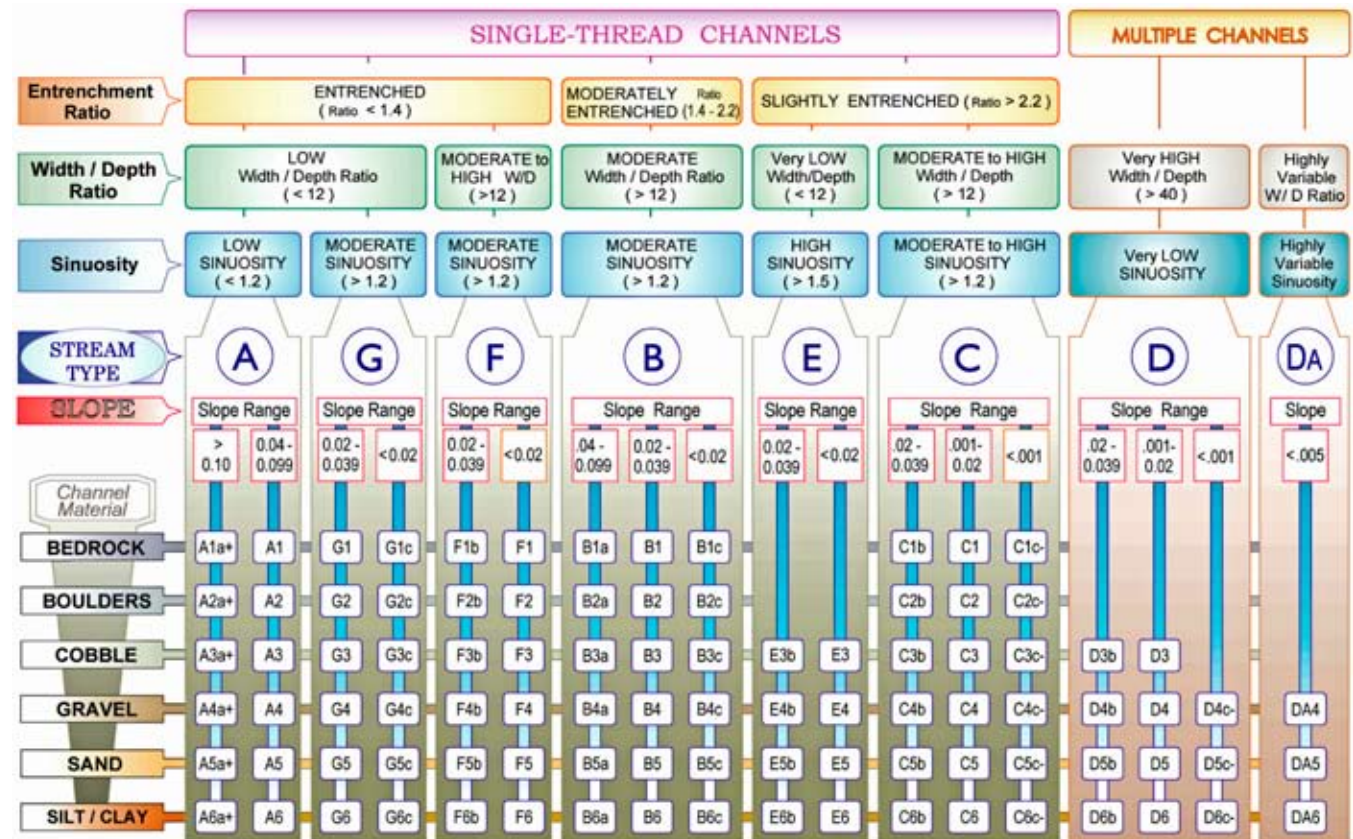 SINGLE-THREAD CHANNELS
MULTIPLE CHANNELS
Entrenchment
Ratio
ENTRENCHED
( Ratio < 1.4 )
MODERATELY Ratio
ENTRENCHED (1.4 - 2.2)
SLIGHTLY ENTRENCHED ( Ratio > 2.2 )
Width / Depth
Ratio
LOW
Width / Depth Ratio
( < 12 )
MODERATE to
HIGH W/D
( >12 )
MODERATE
Width / Depth Ratio
( > 12 )
Very LOW
Width/Depth
( < 12 )
MODERATE to HIGH
Width / Depth
( > 12 )
Very HIGH
Width / Depth
( > 40 )
Highly
Variable
W/ D Ratio
Sinuosity
LOW
SINUOSITY
( < 1.2 )
MODERATE
SINUOSITY
( > 1.2 )
MODERATE
SINUOSITY
( > 1.2 )
MODERATE
SINUOSITY
( > 1.2 )
HIGH
SINUOSITY
( > 1.5 )
MODERATE to HIGH
SINUOSITY
( > 1.2 )
Very LOW
SINUOSITY
Highly
Variable
Sinuosity
STREAM
TYPE
A G F B E C D DA
SLOPE
Slope Range Slope Range Slope Range Slope Range Slope Range Slope Range Slope Range Slope
>
0.10
0.04 -
0.099
0.02 -
0.039
<0.02
0.02 -
0.039
<0.02
.04 -
0.099
0.02 -
0.039
<0.02
0.02 -
0.039
<0.02
.02 -
0.039
.001-
0.02
<.001
.02 -
0.039
.001-
0.02
<.001
<.005
Channel
Material
BEDROCK A1a+ A1 G1 G1c F1b F1 B1a B1 B1c C1b C1 C1c-
BOULDERS A2a+ A2 G2 G2c F2b F2 B2a B2 B2c C2b C2 C2c-
COBBLE A3a+ A3 G3 G3c F3b F3 B3a B3 B3c E3b E3 C3b C3 C3c- D3b D3
GRAVEL A4a+ A4 G4 G4c F4b F4 B4a B4 B4c E4b E4 C4b C4 C4c- D4b D4 D4c- DA4
SAND A5a+ A5 G5 G5c F5b F5 B5a B5 B5c E5b E5 C5b C5 C5c- D5b D5 D5c- DA5
SILT / CLAY A6a+ A6 G6 G6c F6b F6 B6a B6 B6c E6b E6 C6b C6 C6c- D6b D6 D6c- DA6